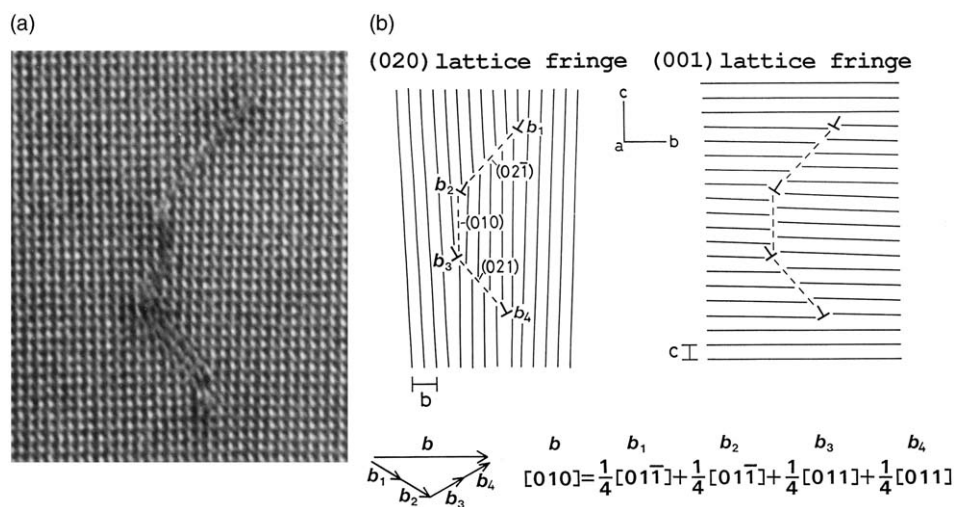 (a)
(b)
(020) lattice fringe
(001) lattice fringe
c
a
b
b₁
(021̄)
b₂
(010)
b₃
(021)
b₄
b
c
b
b₁
b₂
b₃
b₄
b b₁ b₂ b₃ b₄
[010]=1/4[011̄]+1/4[011̄]+1/4[011]+1/4[011]